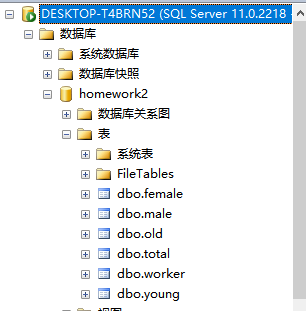 DESKTOP-T4BRN52 (SQL Server 11.0.2218 -
数据库
系统数据库
数据库快照
homework2
数据库关系图
表
系统表
FileTables
dbo.female
dbo.male
dbo.old
dbo.total
dbo.worker
dbo.young
视图